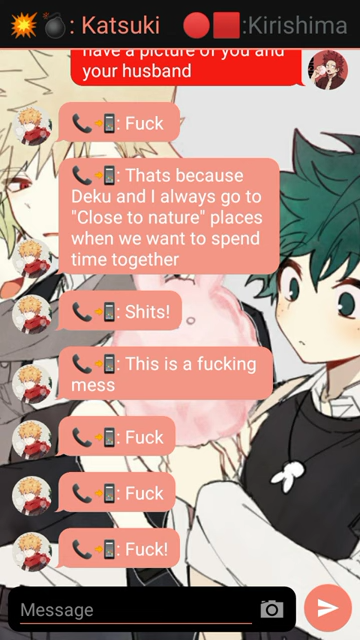 💥💣: Katsuki 🔴🟥:Kirishima
have a picture of you and
your husband
📞📲: Fuck
📞📲: Thats because
Deku and I always go to
"Close to nature" places
when we want to spend
time together
📞📲: Shits!
📞📲: This is a fucking
mess
📞📲: Fuck
📞📲: Fuck
📞📲: Fuck!
Message